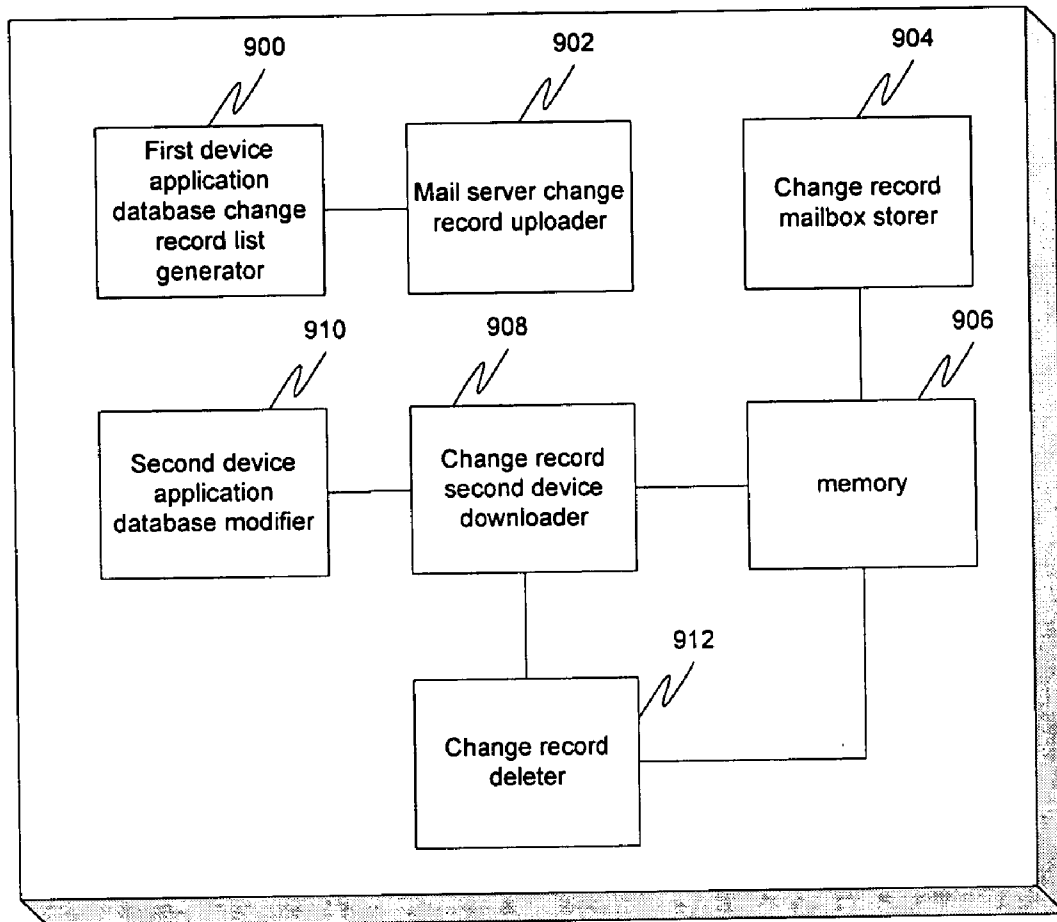 900
902
904
First device
application
database change
record list
generator
Mail server change
record uploader
Change record
mailbox storer
910
908
906
Second device
application
database modifier
Change record
second device
downloader
memory
912
Change record
deleter